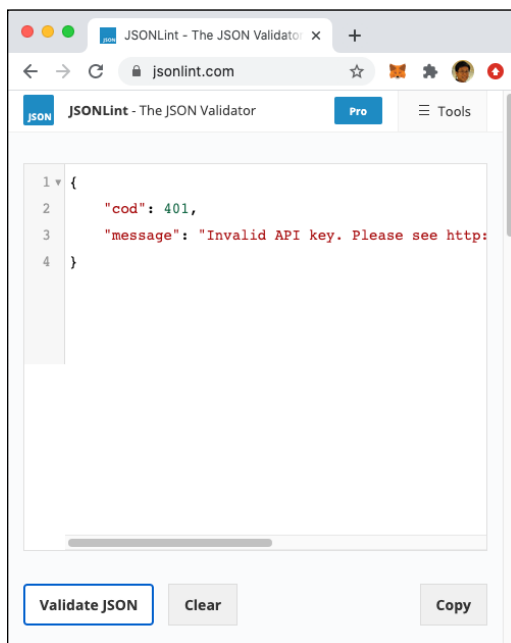 JSONLint - The JSON Validator
jsonlint.com
JSON JSONLint - The JSON Validator Pro Tools
1 {
2 "cod": 401,
3 "message": "Invalid API key. Please see http:
4 }
Validate JSON Clear Copy